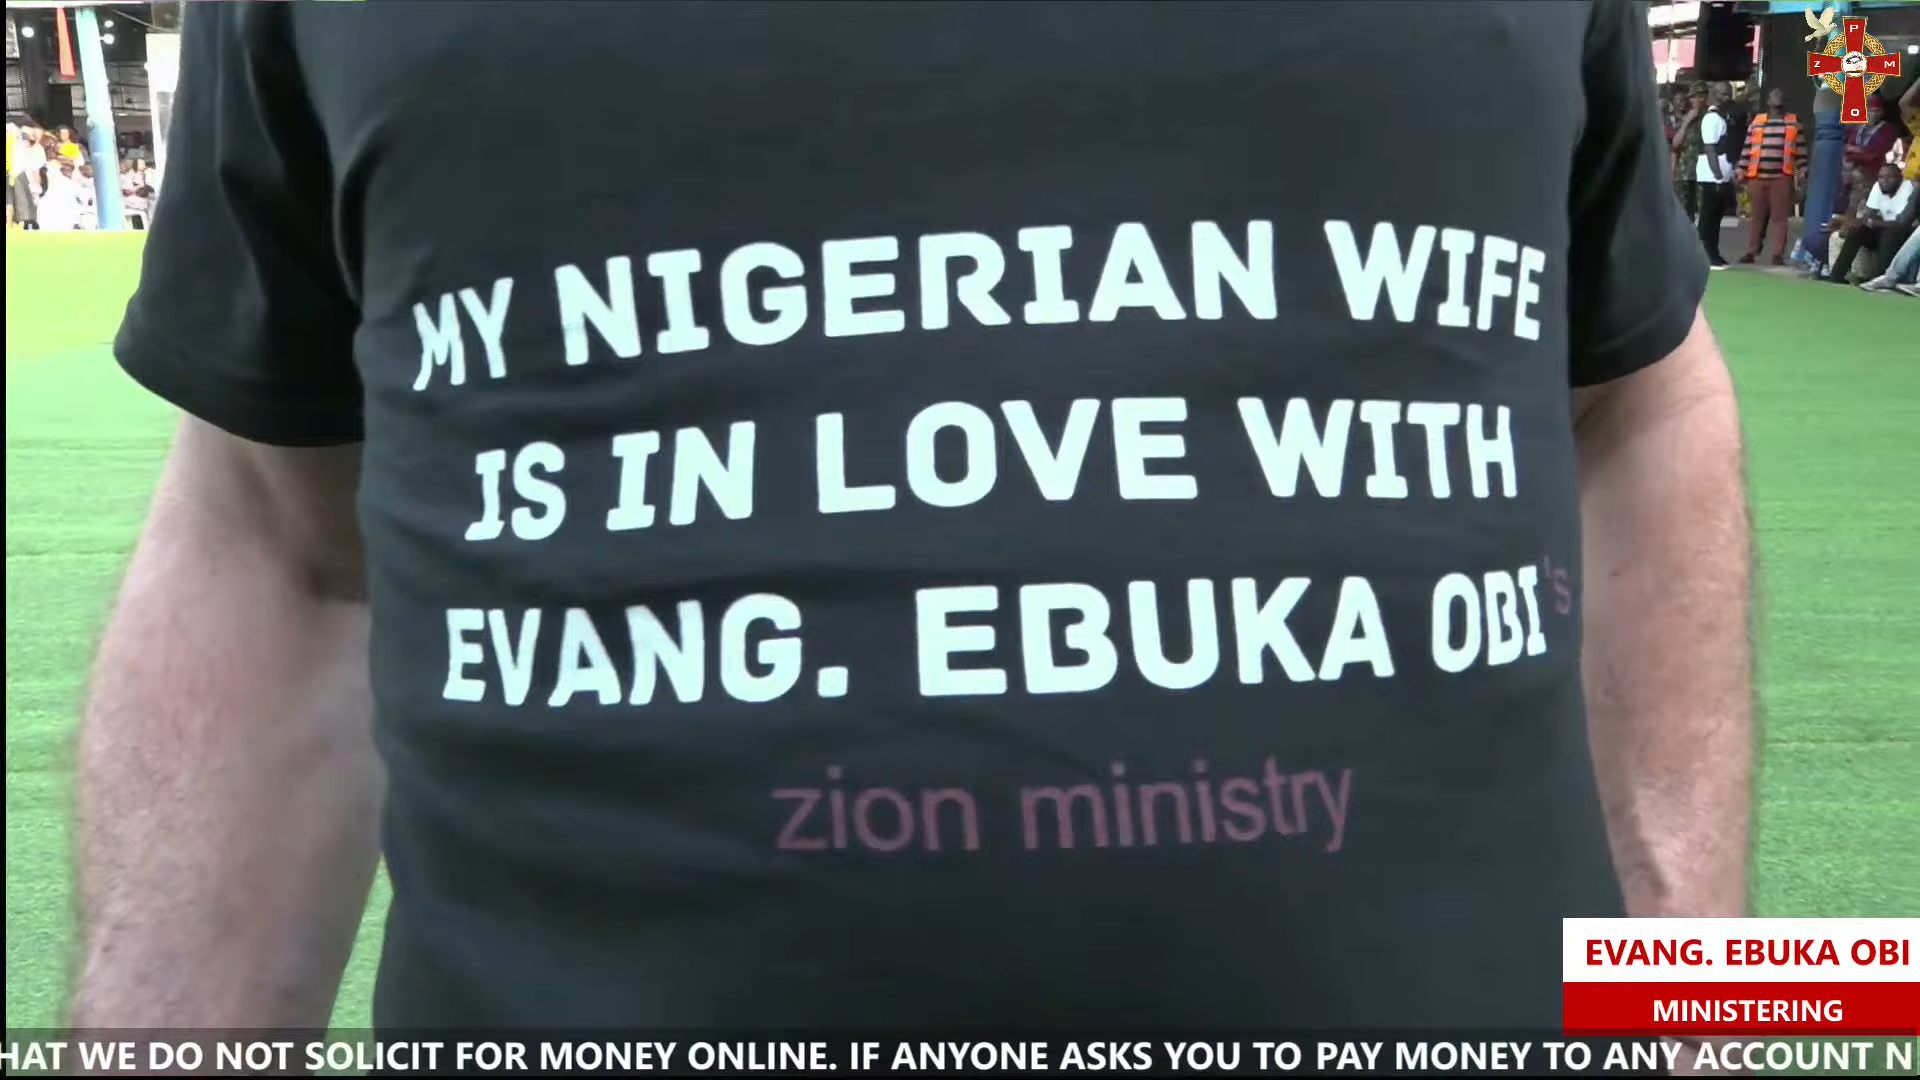 P
Z M
O
MY NIGERIAN WIFE
IS IN LOVE WITH
EVANG. EBUKA OBI's
zion ministry
EVANG. EBUKA OBI
MINISTERING
HAT WE DO NOT SOLICIT FOR MONEY ONLINE. IF ANYONE ASKS YOU TO PAY MONEY TO ANY ACCOUNT N